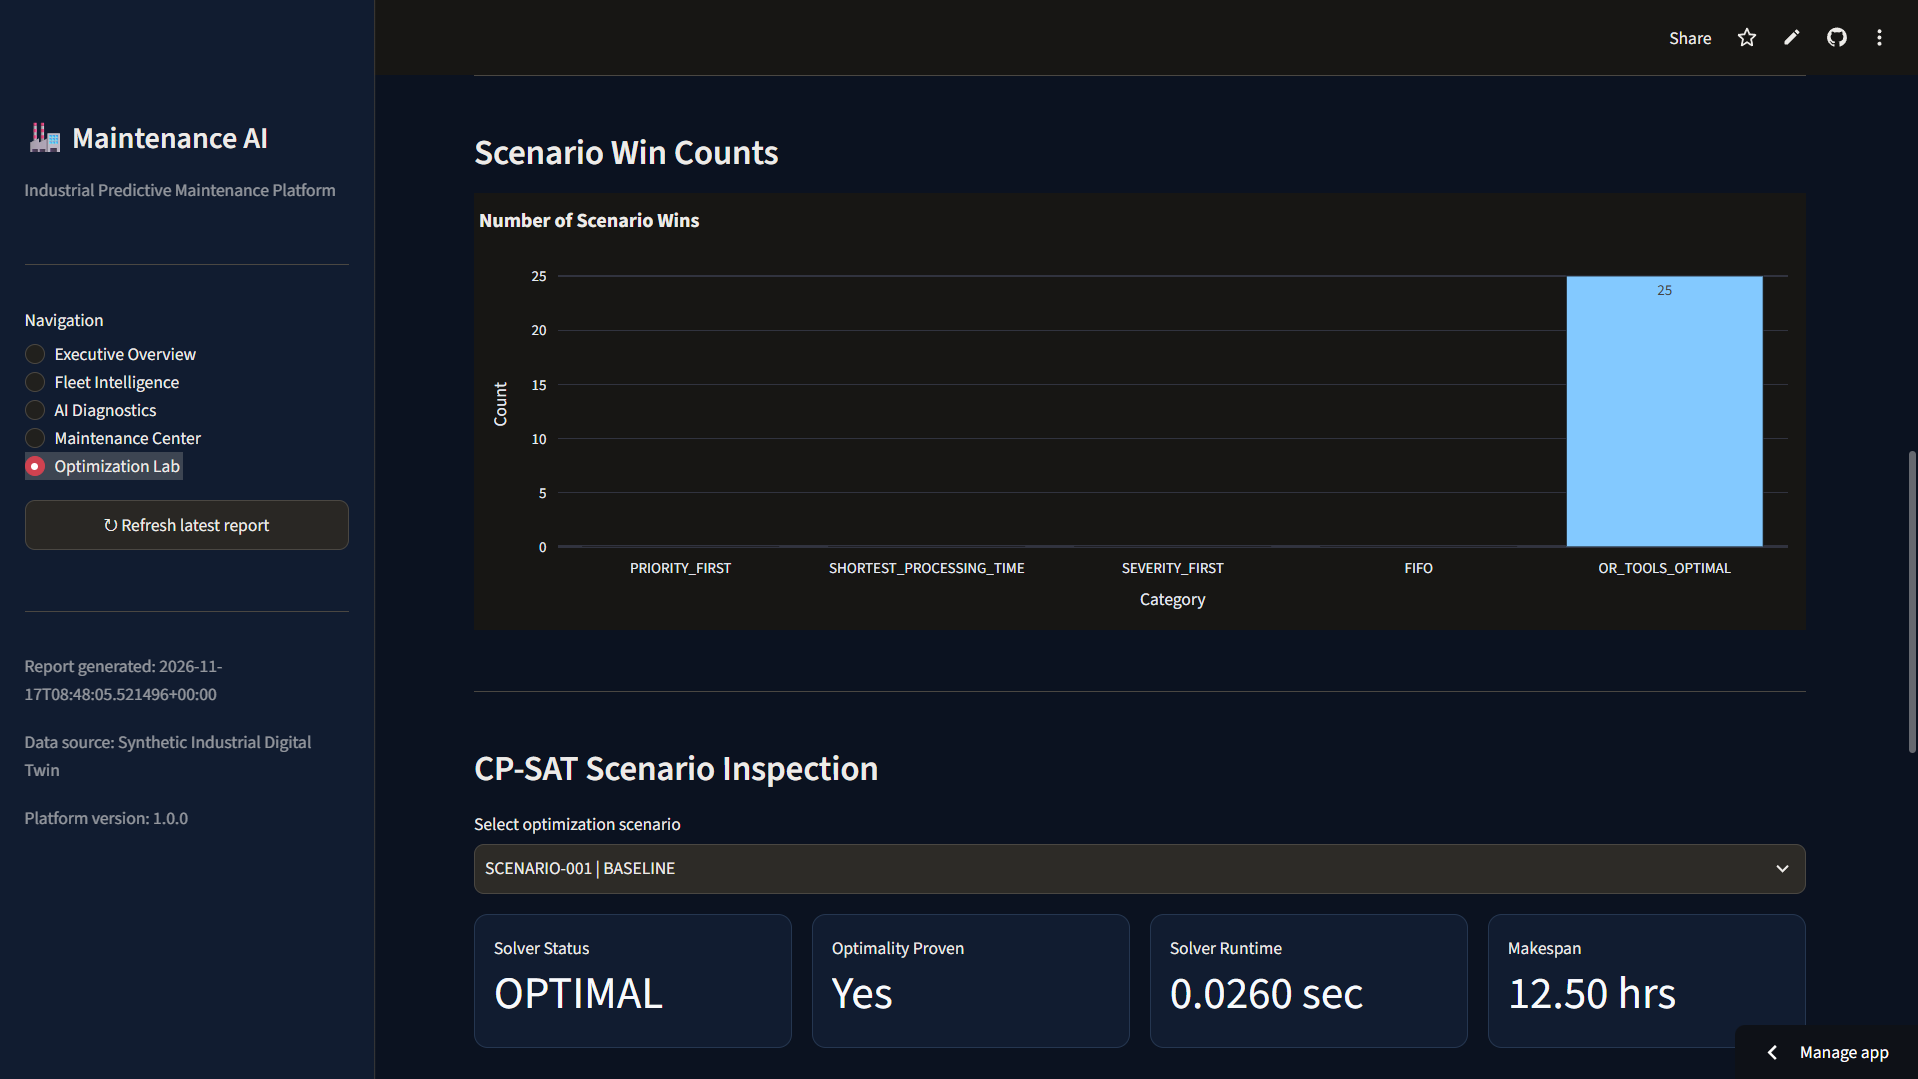 Share
Maintenance AI
Industrial Predictive Maintenance Platform
Navigation
Executive Overview
Fleet Intelligence
AI Diagnostics
Maintenance Center
Optimization Lab
↻ Refresh latest report
Report generated: 2026-11-
17T08:48:05.521496+00:00
Data source: Synthetic Industrial Digital
Twin
Platform version: 1.0.0
Scenario Win Counts
Number of Scenario Wins
25
20
15
10
5
0
Count
25
PRIORITY_FIRST
SHORTEST_PROCESSING_TIME
SEVERITY_FIRST
FIFO
OR_TOOLS_OPTIMAL
Category
CP-SAT Scenario Inspection
Select optimization scenario
SCENARIO-001 | BASELINE
Solver Status
OPTIMAL
Optimality Proven
Yes
Solver Runtime
0.0260 sec
Makespan
12.50 hrs
Manage app